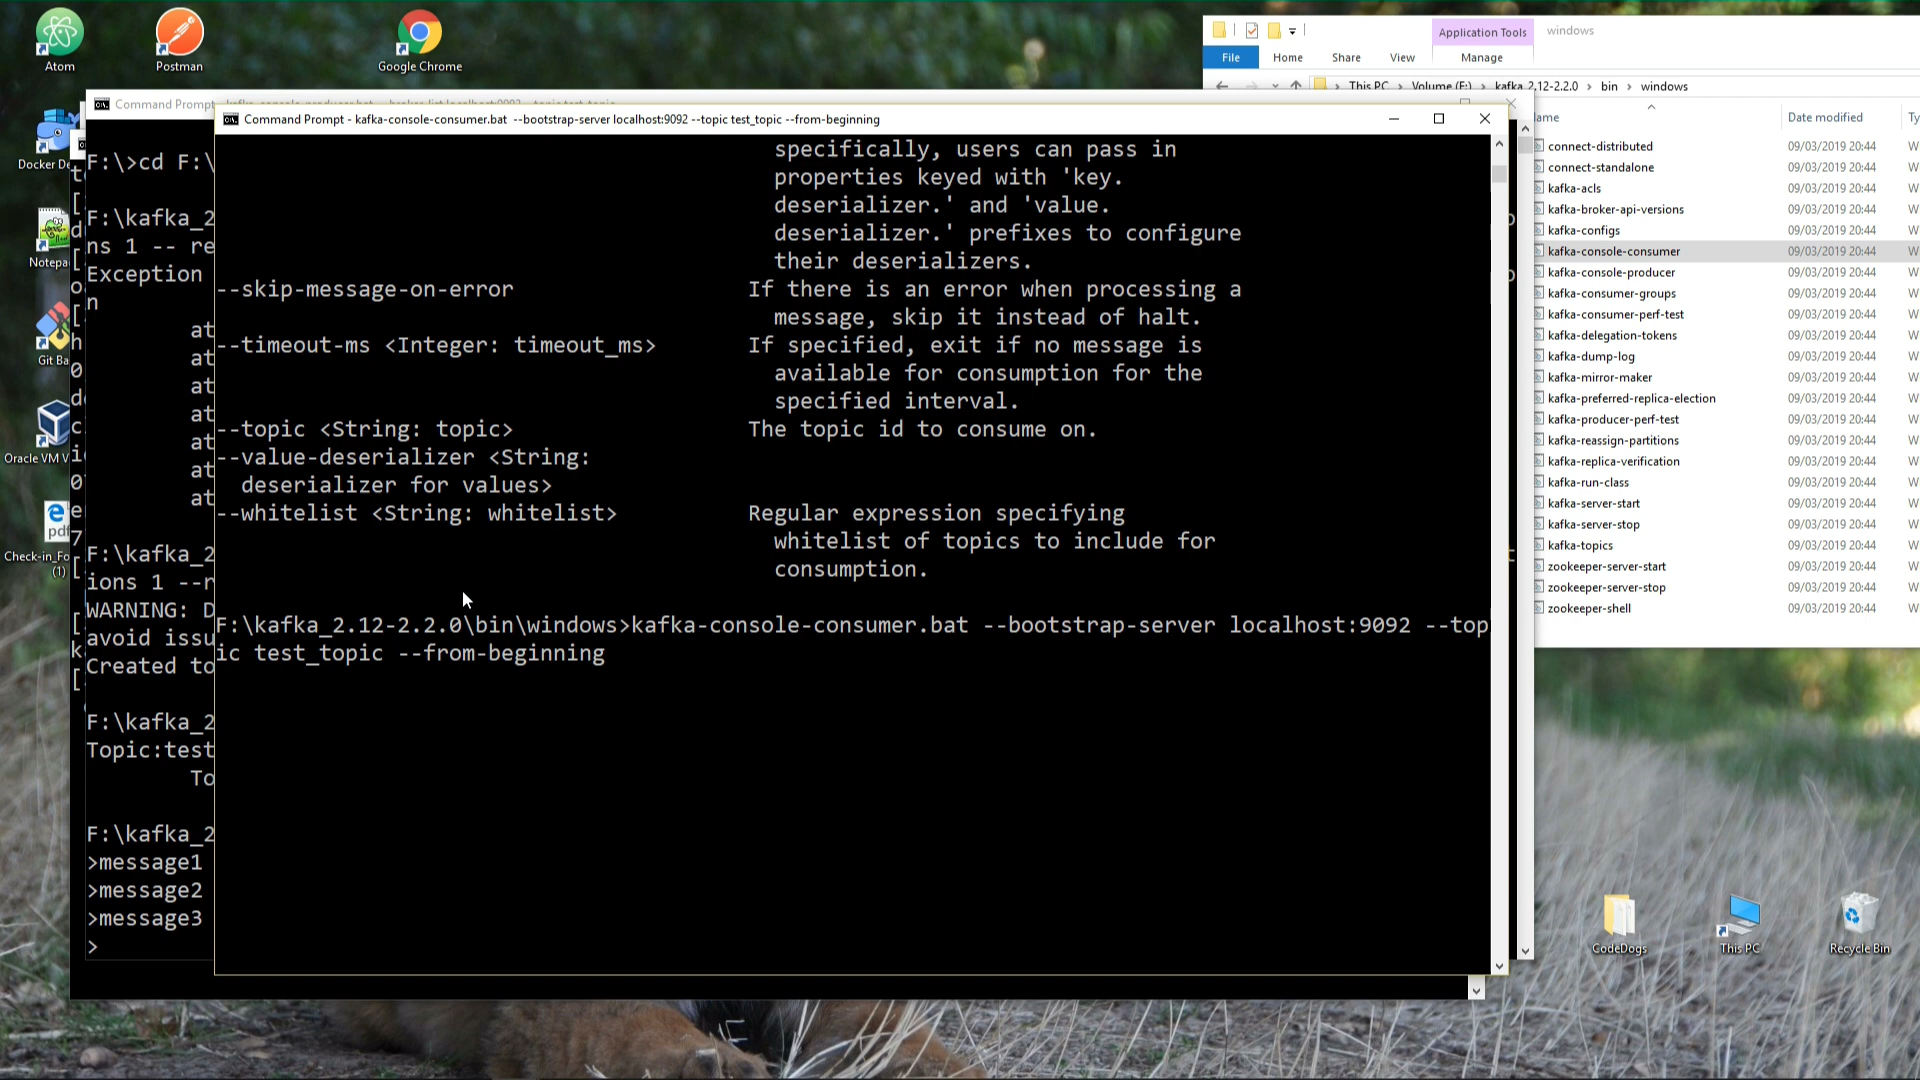 Atom
Postman
Google Chrome
Docker De
Notepa
Git Ba
Oracle VM V
pdf
Check-in_Fo
(1)
Command Prompt - kafka-console-producer.bat --broker-list localhost:9092 --topic test_topic
F:\>cd F:\
F:\kafka_2
ns 1 -- re
Exception
n
at
at
at
at
at
at
at
F:\kafka_2
ions 1 --r
WARNING: D
avoid issu
Created to
F:\kafka_2
Topic:test
To
F:\kafka_2
>message1
>message2
>message3
>
Command Prompt - kafka-console-consumer.bat --bootstrap-server localhost:9092 --topic test_topic --from-beginning
specifically, users can pass in
properties keyed with 'key.
deserializer.' and 'value.
deserializer.' prefixes to configure
their deserializers.
--skip-message-on-error If there is an error when processing a
message, skip it instead of halt.
--timeout-ms <Integer: timeout_ms> If specified, exit if no message is
available for consumption for the
specified interval.
--topic <String: topic> The topic id to consume on.
--value-deserializer <String:
deserializer for values>
--whitelist <String: whitelist> Regular expression specifying
whitelist of topics to include for
consumption.
F:\kafka_2.12-2.2.0\bin\windows>kafka-console-consumer.bat --bootstrap-server localhost:9092 --top
ic test_topic --from-beginning
Application Tools windows
File Home Share View Manage
This PC > Volume (F:) > kafka_2.12-2.2.0 > bin > windows
Date modified Ty
connect-distributed 09/03/2019 20:44 W
connect-standalone 09/03/2019 20:44 W
kafka-acls 09/03/2019 20:44 W
kafka-broker-api-versions 09/03/2019 20:44 W
kafka-configs 09/03/2019 20:44 W
kafka-console-consumer 09/03/2019 20:44 W
kafka-console-producer 09/03/2019 20:44 W
kafka-consumer-groups 09/03/2019 20:44 W
kafka-consumer-perf-test 09/03/2019 20:44 W
kafka-delegation-tokens 09/03/2019 20:44 W
kafka-dump-log 09/03/2019 20:44 W
kafka-mirror-maker 09/03/2019 20:44 W
kafka-preferred-replica-election 09/03/2019 20:44 W
kafka-producer-perf-test 09/03/2019 20:44 W
kafka-reassign-partitions 09/03/2019 20:44 W
kafka-replica-verification 09/03/2019 20:44 W
kafka-run-class 09/03/2019 20:44 W
kafka-server-start 09/03/2019 20:44 W
kafka-server-stop 09/03/2019 20:44 W
kafka-topics 09/03/2019 20:44 W
zookeeper-server-start 09/03/2019 20:44 W
zookeeper-server-stop 09/03/2019 20:44 W
zookeeper-shell 09/03/2019 20:44 W
CodeDogs
This PC
Recycle Bin